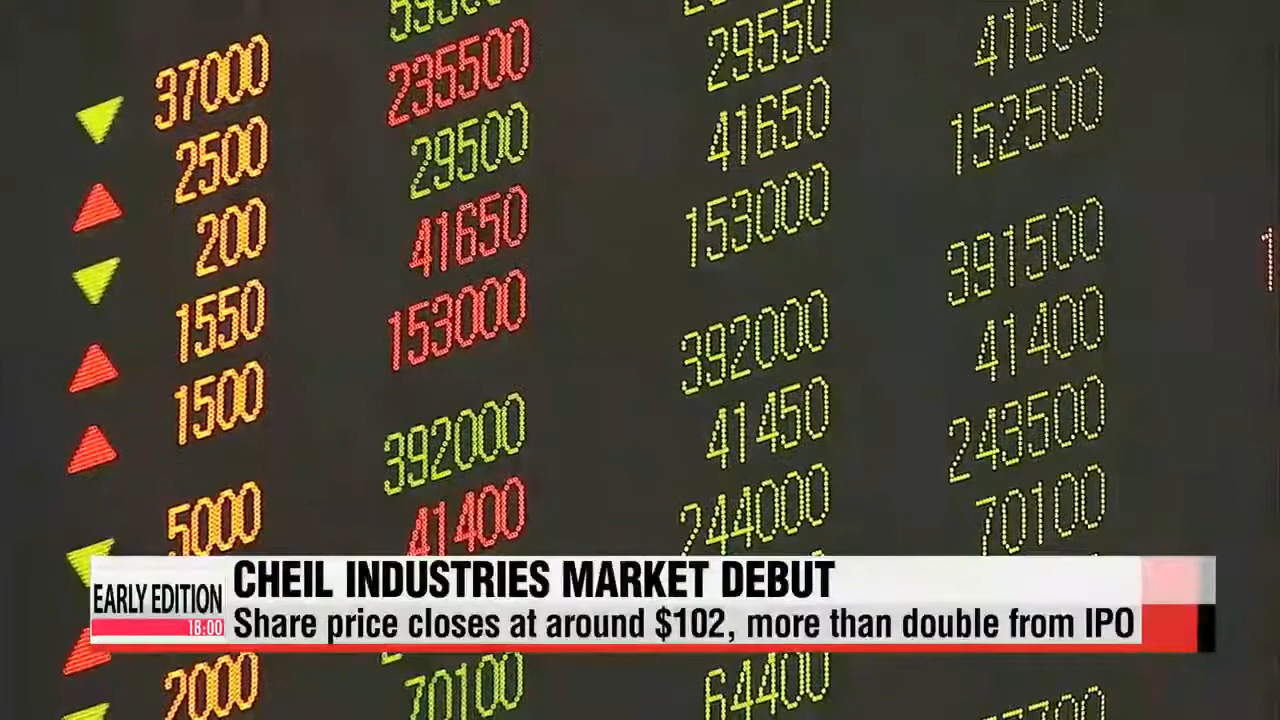 59500
37000 235500 29550 41600
2500 29500 41650 152500
200 41650 153000
1550 153000 391500
1500 392000 41400
392000 41450 243500
5000 41400 244000 70100
CHEIL INDUSTRIES MARKET DEBUT
EARLY EDITION
18:00
Share price closes at around $102, more than double from IPO
2000 70100 64400